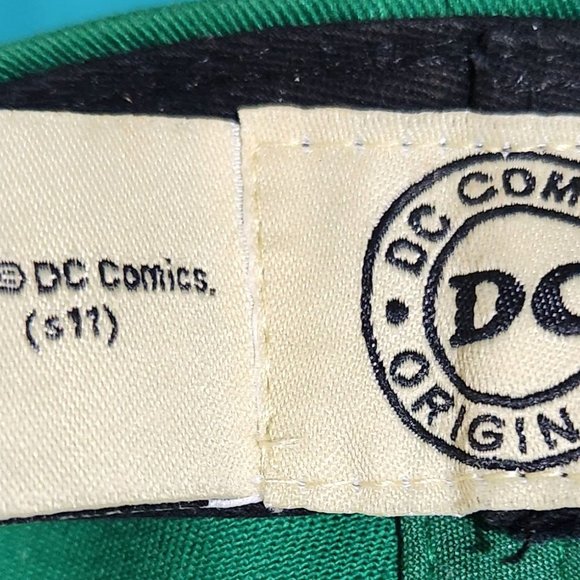 © DC Comics.
(s11)
DC COM
DC
ORIGIN